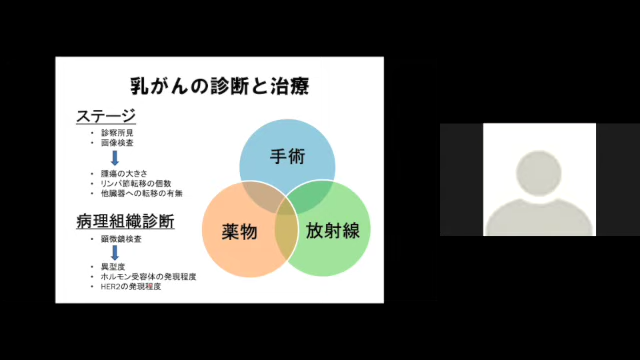 乳がんの診断と治療
ステージ
• 診察所見
• 画像検査
• 腫瘍の大きさ
• リンパ節転移の個数
• 他臓器への転移の有無
病理組織診断
• 顕微鏡検査
• 異型度
• ホルモン受容体の発現程度
• HER2の発現程度
手術
薬物
放射線